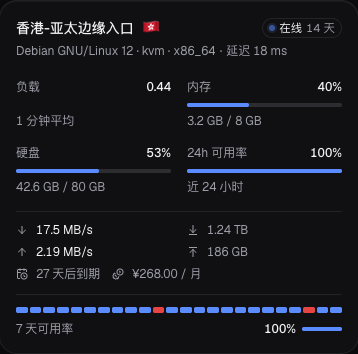 香港-亚太边缘入口 🇭🇰 在线 14 天
Debian GNU/Linux 12 · kvm · x86_64 · 延迟 18 ms
负载 0.44 内存 40%
1 分钟平均 3.2 GB / 8 GB
硬盘 53% 24h 可用率 100%
42.6 GB / 80 GB 近 24 小时
↓ 17.5 MB/s 1.24 TB
↑ 2.19 MB/s 186 GB
27 天后到期 ¥268.00 / 月
7 天可用率 100%